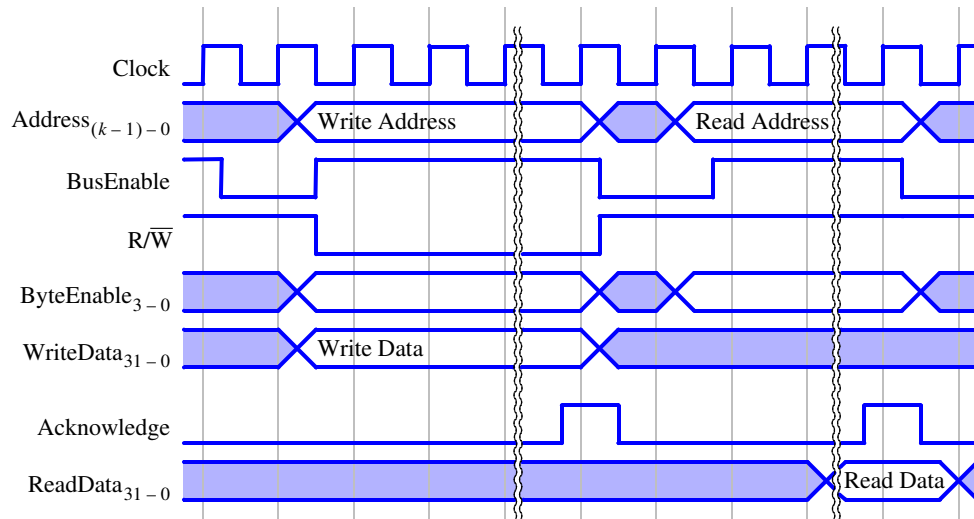 Clock
Address(k – 1) – 0
Write Address
Read Address
BusEnable
R/W̅
ByteEnable3 – 0
WriteData31 – 0
Write Data
Acknowledge
ReadData31 – 0
Read Data